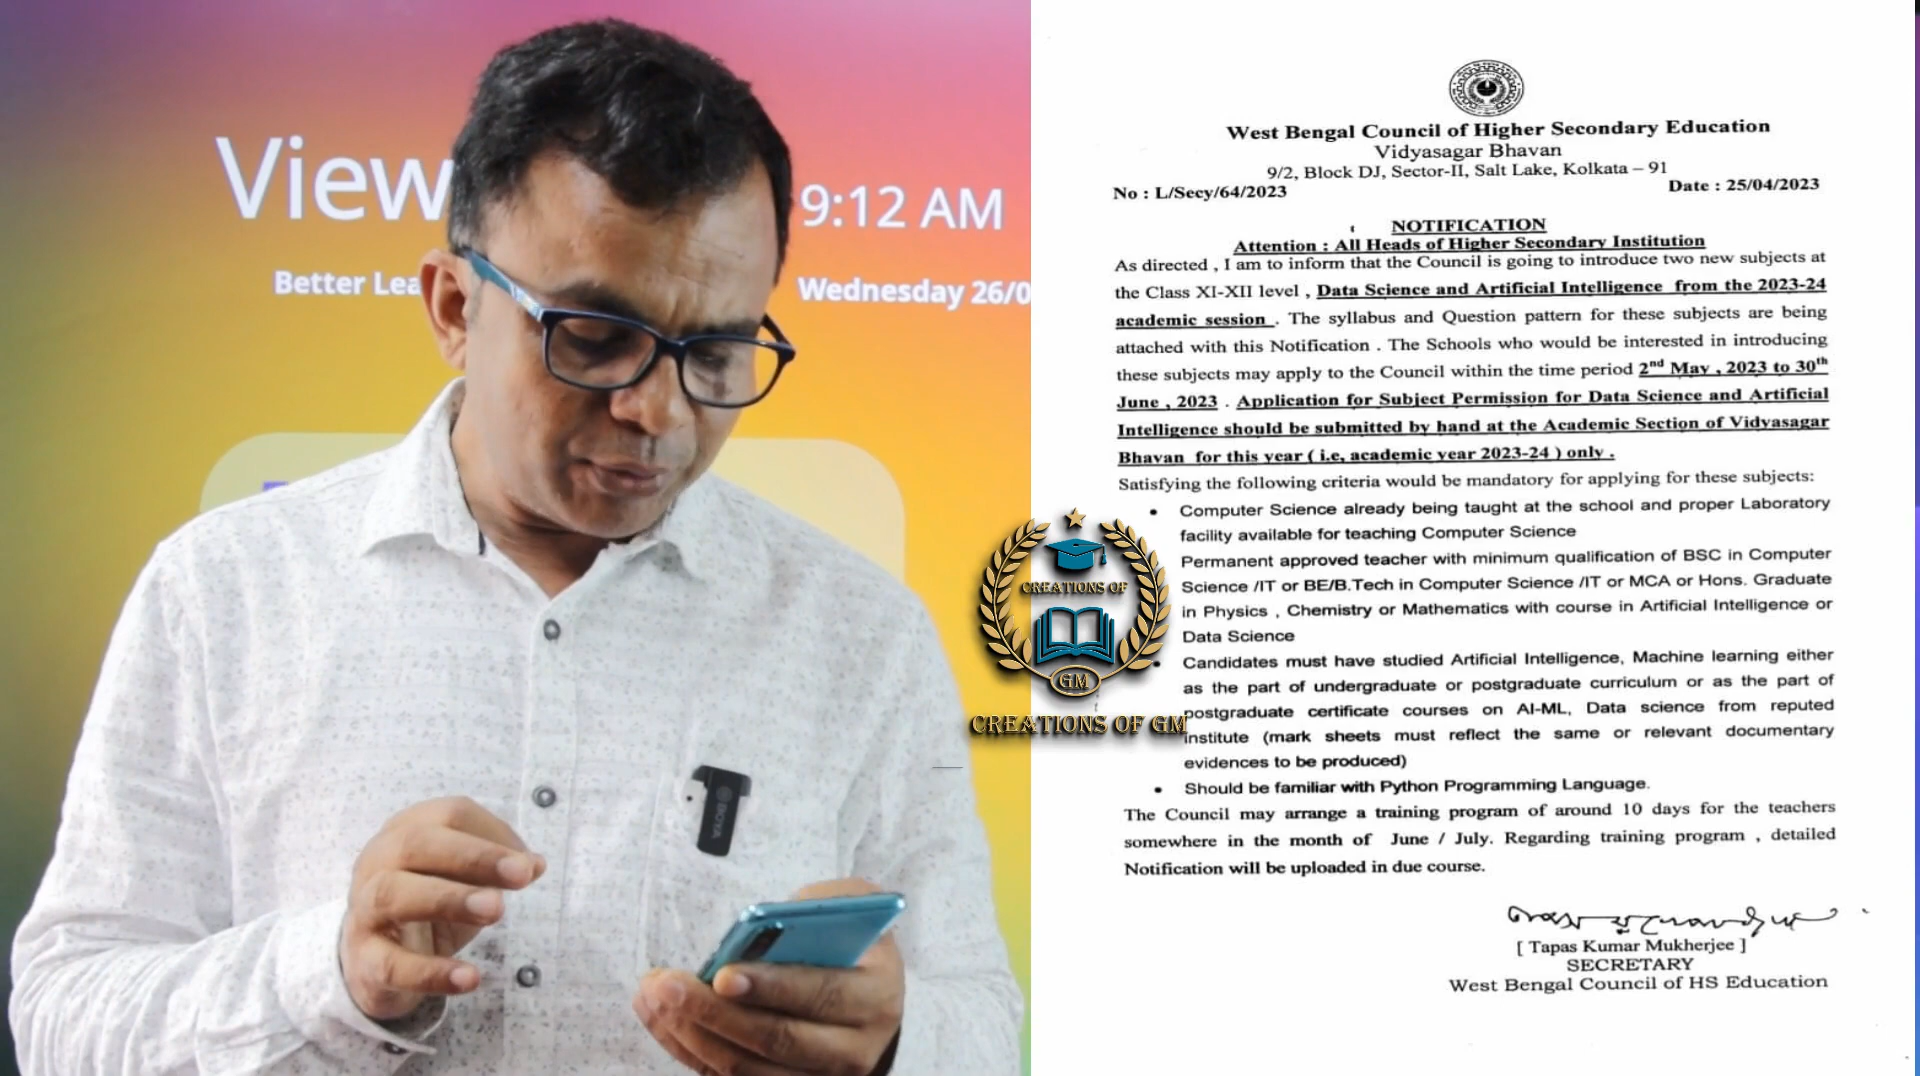 View
9:12 AM
Better Lea
Wednesday 26/0
BOYA
CREATIONS OF
GM
CREATIONS OF GM
West Bengal Council of Higher Secondary Education
Vidyasagar Bhavan
9/2, Block DJ, Sector-II, Salt Lake, Kolkata – 91
No : L/Secy/64/2023
Date : 25/04/2023
NOTIFICATION
Attention : All Heads of Higher Secondary Institution
As directed , I am to inform that the Council is going to introduce two new subjects at
the Class XI-XII level , Data Science and Artificial Intelligence from the 2023-24
academic session . The syllabus and Question pattern for these subjects are being
attached with this Notification . The Schools who would be interested in introducing
these subjects may apply to the Council within the time period 2nd May , 2023 to 30th
June , 2023 . Application for Subject Permission for Data Science and Artificial
Intelligence should be submitted by hand at the Academic Section of Vidyasagar
Bhavan for this year ( i.e, academic year 2023-24 ) only .
Satisfying the following criteria would be mandatory for applying for these subjects:
• Computer Science already being taught at the school and proper Laboratory
facility available for teaching Computer Science
Permanent approved teacher with minimum qualification of BSC in Computer
Science /IT or BE/B.Tech in Computer Science /IT or MCA or Hons. Graduate
in Physics , Chemistry or Mathematics with course in Artificial Intelligence or
Data Science
• Candidates must have studied Artificial Intelligence, Machine learning either
as the part of undergraduate or postgraduate curriculum or as the part of
postgraduate certificate courses on AI-ML, Data science from reputed
institute (mark sheets must reflect the same or relevant documentary
evidences to be produced)
• Should be familiar with Python Programming Language.
The Council may arrange a training program of around 10 days for the teachers
somewhere in the month of June / July. Regarding training program , detailed
Notification will be uploaded in due course.
[ Tapas Kumar Mukherjee ]
SECRETARY
West Bengal Council of HS Education